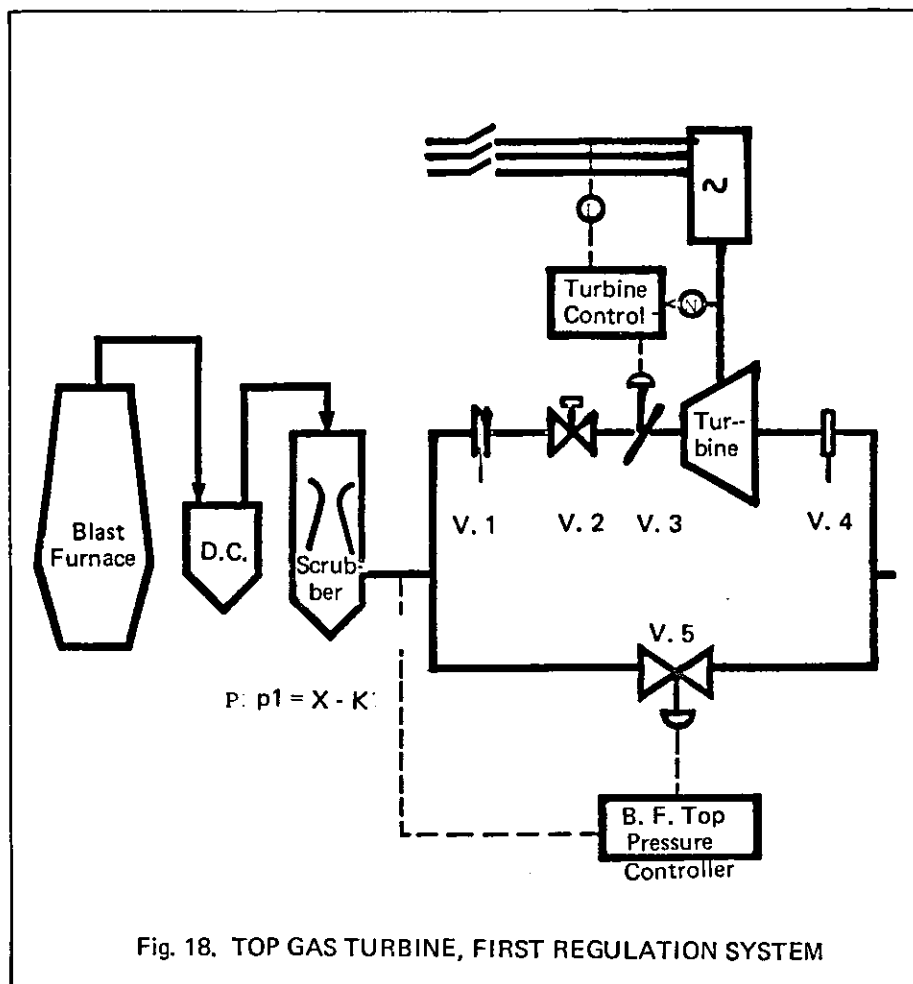 ~
Turbine
Control
N
Tur--
bine
Blast
Furnace
D.C.
Scrub-
ber
V. 1
V. 2
V. 3
V. 4
V. 5
P: p1 = X - K:
B. F. Top
Pressure
Controller
Fig. 18. TOP GAS TURBINE, FIRST REGULATION SYSTEM